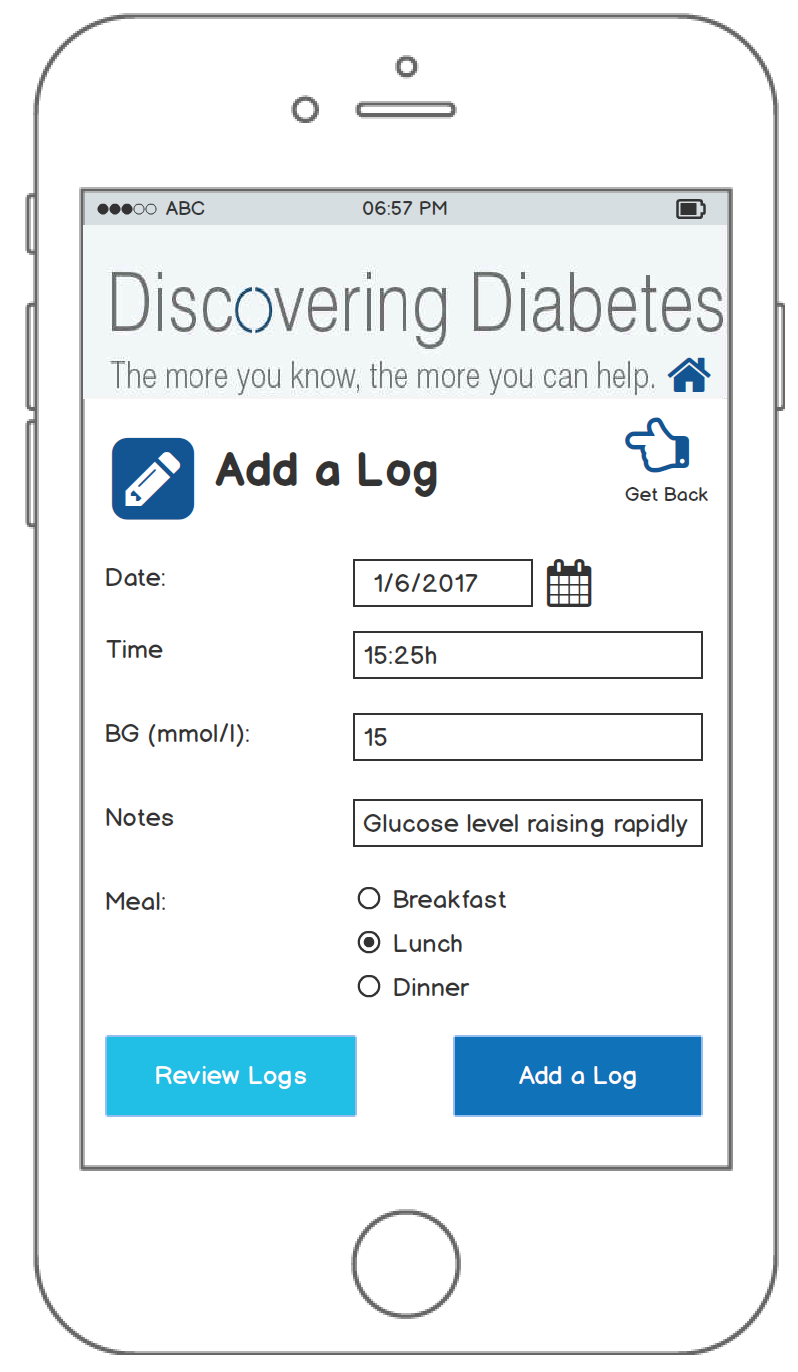 ABC 06:57 PM
Discovering Diabetes
The more you know, the more you can help.
Add a Log
Get Back
Date: 1/6/2017
Time 15:25h
BG (mmol/l): 15
Notes Glucose level raising rapidly
Meal: Breakfast
Lunch
Dinner
Review Logs Add a Log